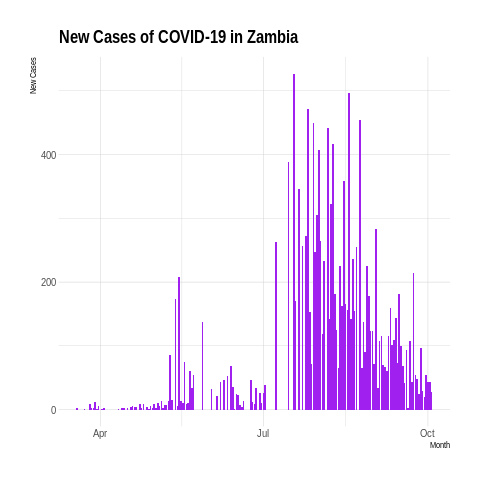 New Cases of COVID-19 in Zambia
New Cases
400
200
0
Apr
Jul
Oct
Month